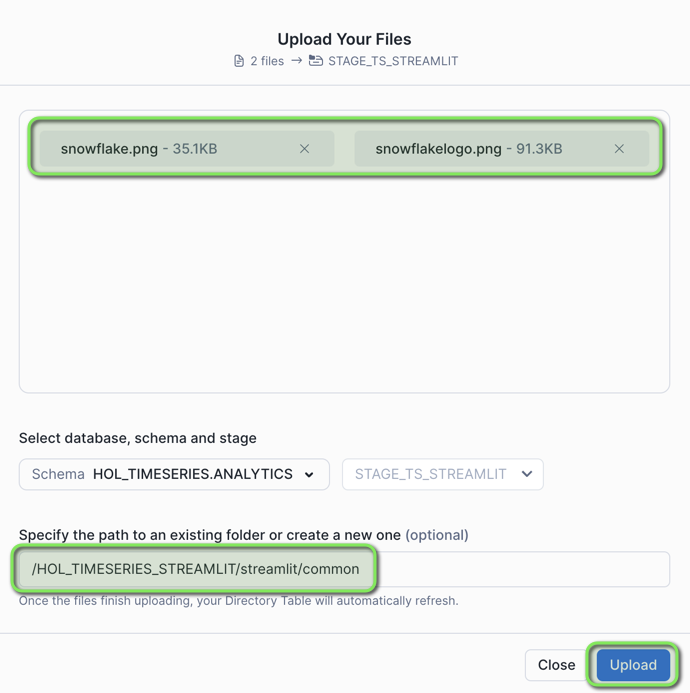 Upload Your Files
2 files → STAGE_TS_STREAMLIT
snowflake.png - 35.1KB × snowflakelogo.png - 91.3KB ×
Select database, schema and stage
Schema HOL_TIMESERIES.ANALYTICS STAGE_TS_STREAMLIT
Specify the path to an existing folder or create a new one (optional)
/HOL_TIMESERIES_STREAMLIT/streamlit/common
Once the files finish uploading, your Directory Table will automatically refresh.
Close Upload